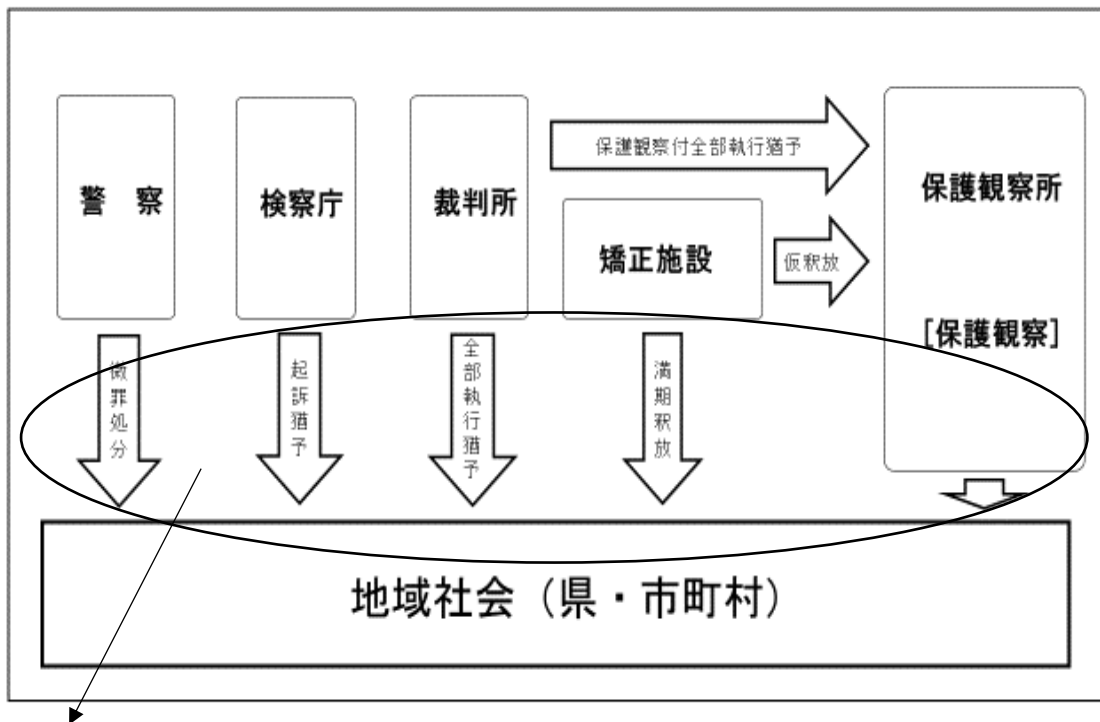 保護観察付全部執行猶予
警　察
検察庁
裁判所
保護観察所
矯正施設
仮釈放
[保護観察]
微罪処分
起訴猶予
全部執行猶予
満期釈放
地域社会（県・市町村）